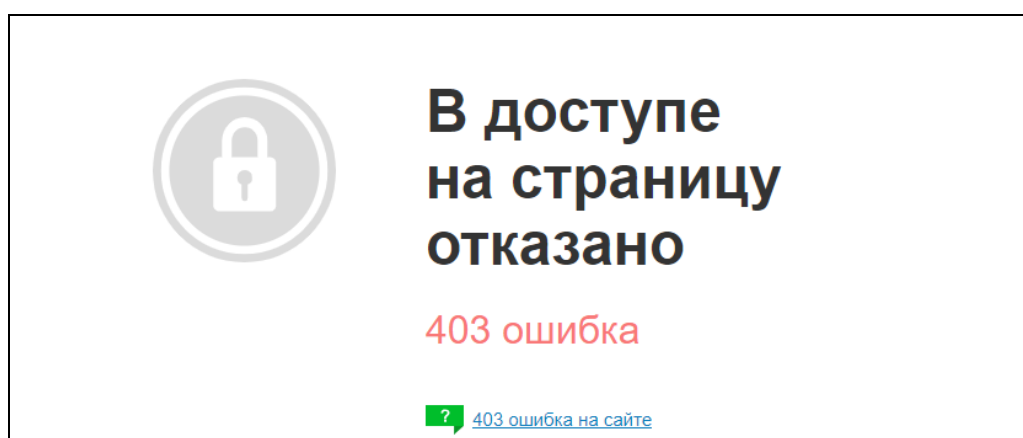 В доступе
на страницу
отказано
403 ошибка
? 403 ошибка на сайте